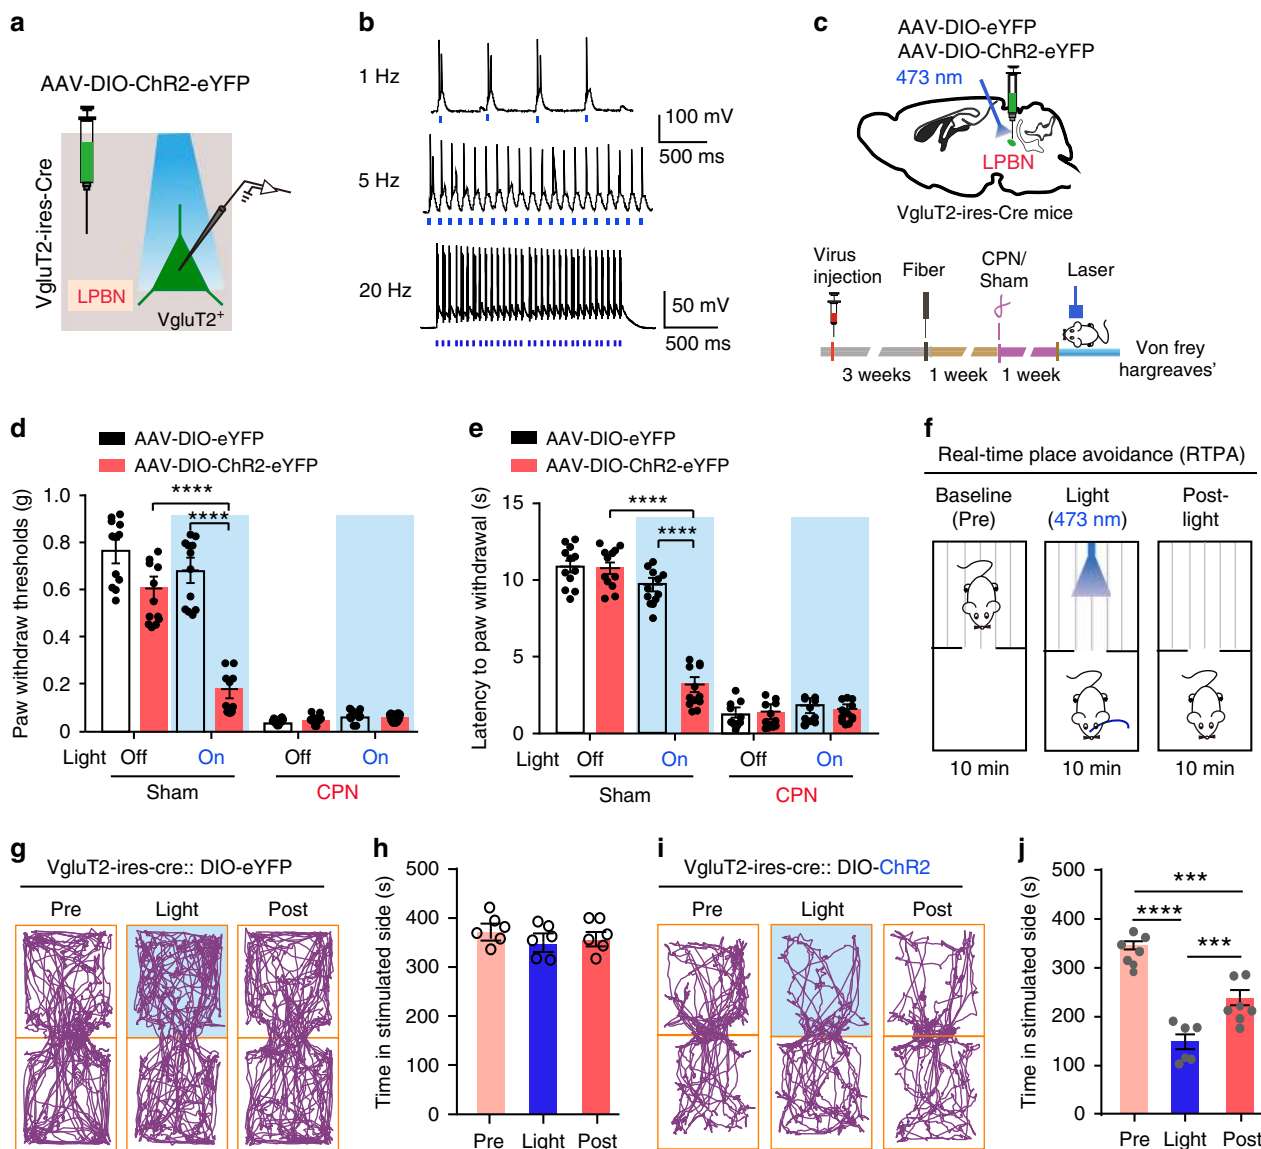 a
AAV-DIO-ChR2-eYFP
VgluT2-ires-Cre
LPBN
VgluT2+
b
1 Hz
100 mV
500 ms
5 Hz
20 Hz
50 mV
500 ms
c
AAV-DIO-eYFP
AAV-DIO-ChR2-eYFP
473 nm
LPBN
VgluT2-ires-Cre mice
Virus
injection
Fiber
CPN/
Sham
Laser
3 weeks
1 week
1 week
Von frey
hargreaves'
d
AAV-DIO-eYFP
AAV-DIO-ChR2-eYFP
Paw withdraw thresholds (g)
1.0
0.8
0.6
0.4
0.2
0
****
****
Light Off On Off On
Sham CPN
e
AAV-DIO-eYFP
AAV-DIO-ChR2-eYFP
Latency to paw withdrawal (s)
15
10
5
0
****
****
Light Off On Off On
Sham CPN
f
Real-time place avoidance (RTPA)
Baseline
(Pre)
Light
(473 nm)
Post-
light
10 min 10 min 10 min
g
VgluT2-ires-cre:: DIO-eYFP
Pre Light Post
h
Time in stimulated side (s)
500
400
300
200
100
0
Pre Light Post
i
VgluT2-ires-cre:: DIO-ChR2
Pre Light Post
j
Time in stimulated side (s)
500
400
300
200
100
0
***
****
***
Pre Light Post